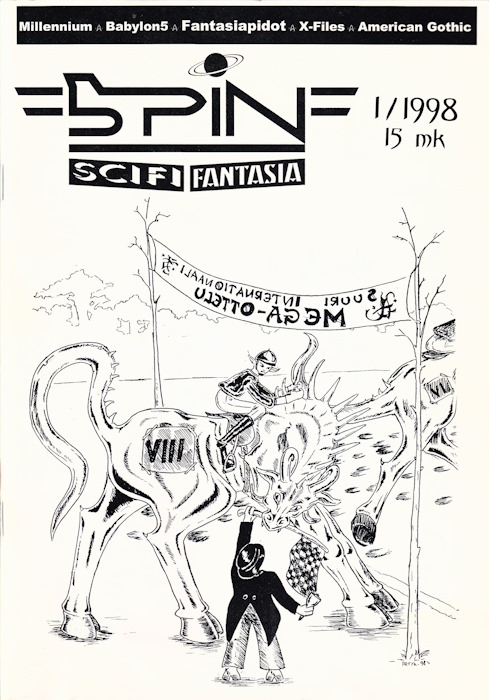 Millennium Babylon5 Fantasiapidot X-Files American Gothic
SPIN
1/1998
15 mk
SCIFI FANTASIA
SUURI INTERNATIONAALI
MEGA-OTTELU
VIII